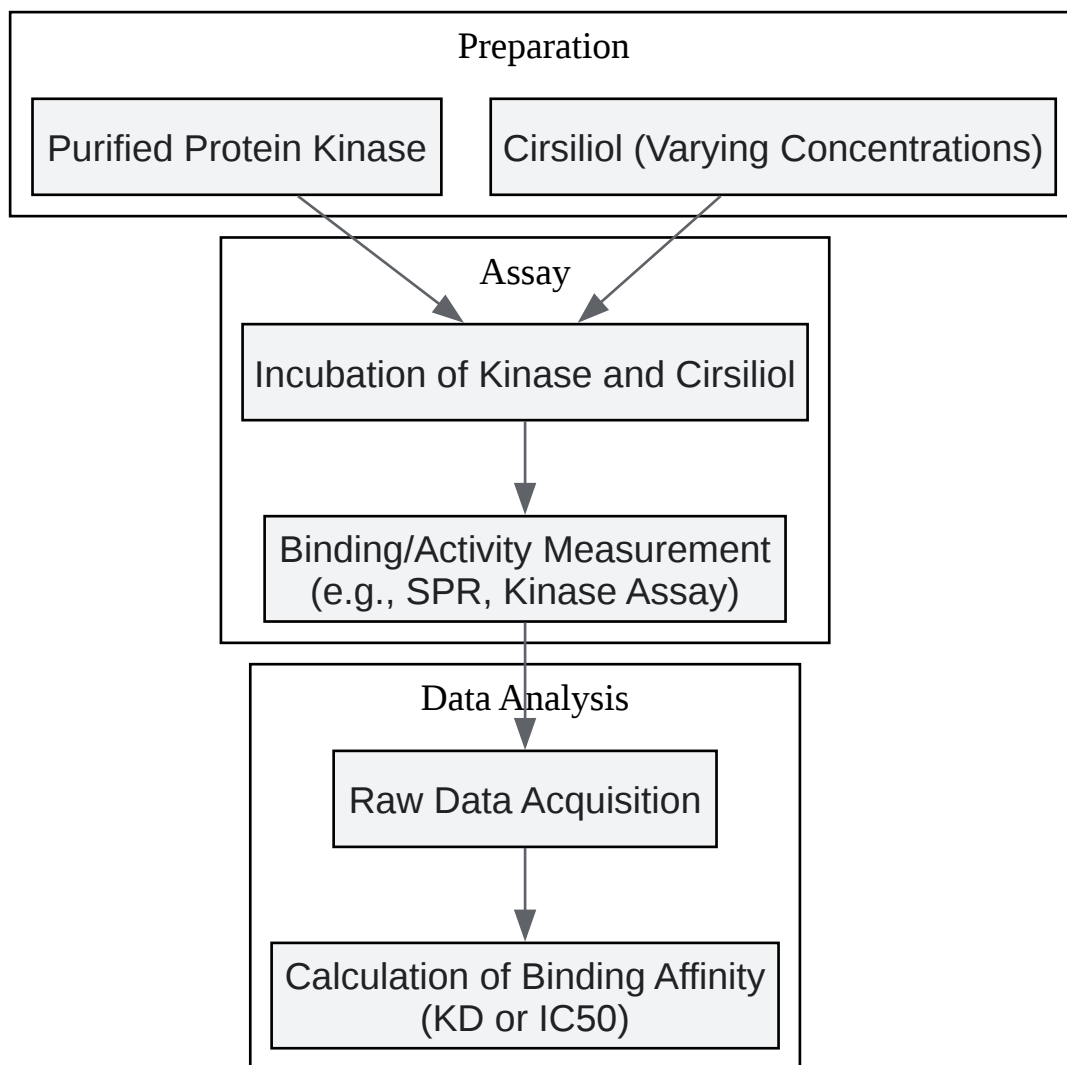 Preparation
Purified Protein Kinase
Cirsiliol (Varying Concentrations)
Assay
Incubation of Kinase and Cirsiliol
Binding/Activity Measurement
(e.g., SPR, Kinase Assay)
Data Analysis
Raw Data Acquisition
Calculation of Binding Affinity
(KD or IC50)